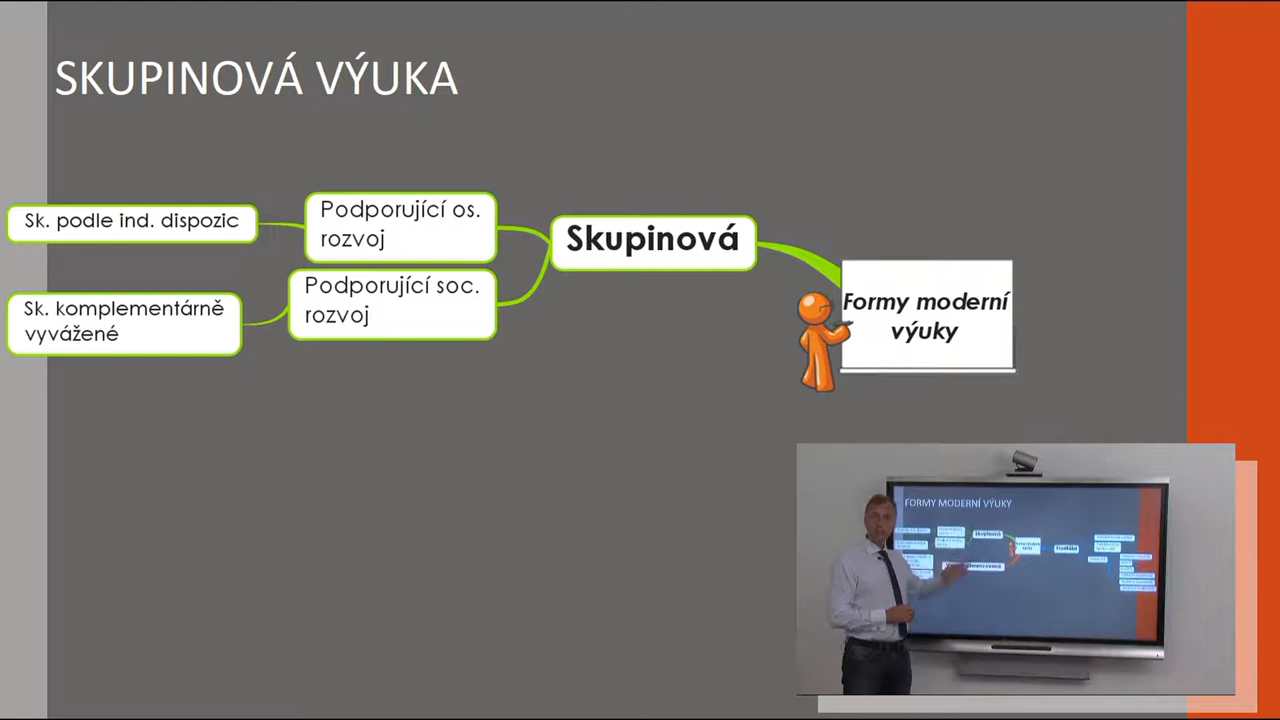 SKUPINOVÁ VÝUKA
Sk. podle ind. dispozic
Podporující os.
rozvoj
Skupinová
Sk. komplementárně
vyvážené
Podporující soc.
rozvoj
Formy moderní
výuky
FORMY MODERNÍ VÝUKY
Skupinová